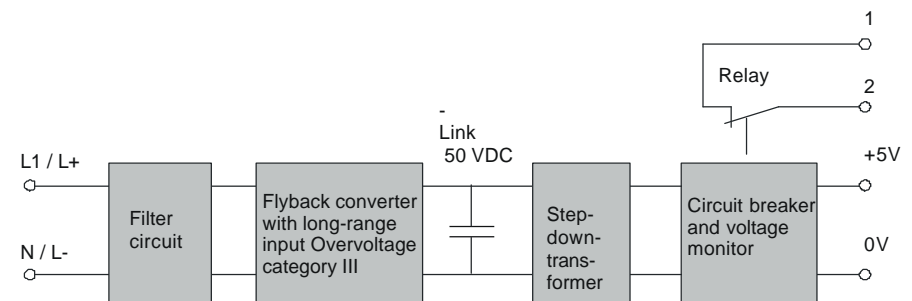 1
Relay
2
-
Link
50 VDC
L1 / L+
+5V
Filter
circuit
Flyback converter
with long-range
input Overvoltage
category III
Step-
down-
trans-
former
Circuit breaker
and voltage
monitor
N / L-
0V